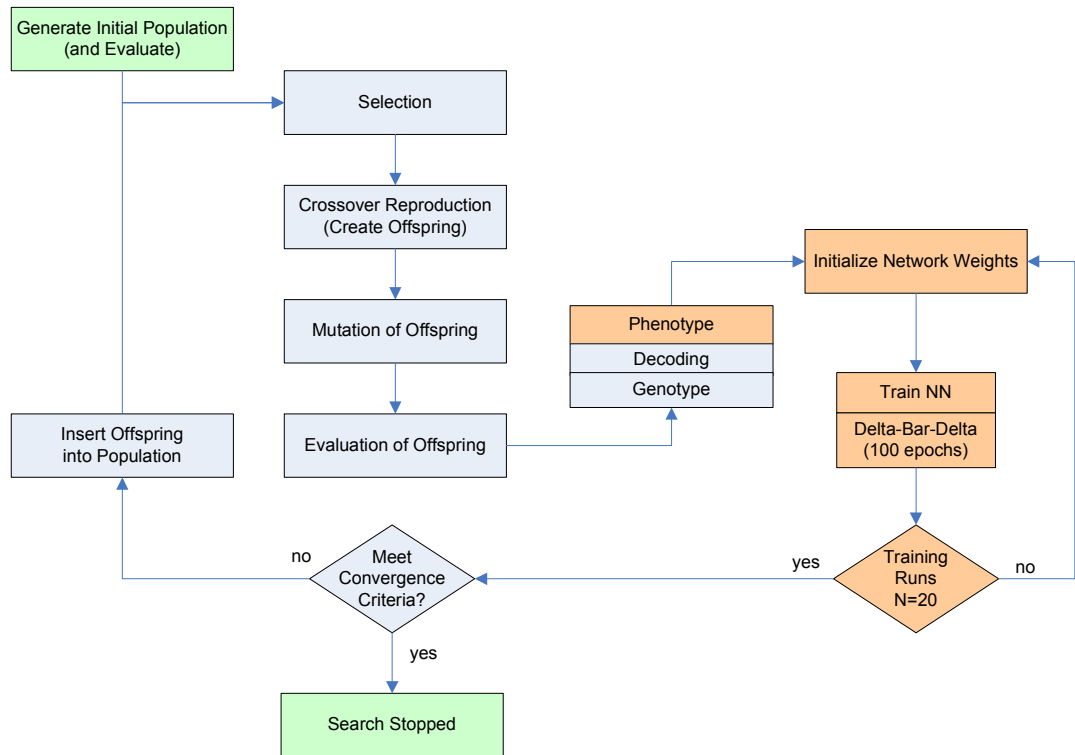 Generate Initial Population
(and Evaluate)
Selection
Crossover Reproduction
(Create Offspring)
Mutation of Offspring
Evaluation of Offspring
Phenotype
Decoding
Genotype
Initialize Network Weights
Train NN
Delta-Bar-Delta
(100 epochs)
Training
Runs
N=20
no
yes
Meet
Convergence
Criteria?
no
yes
Insert Offspring
into Population
Search Stopped